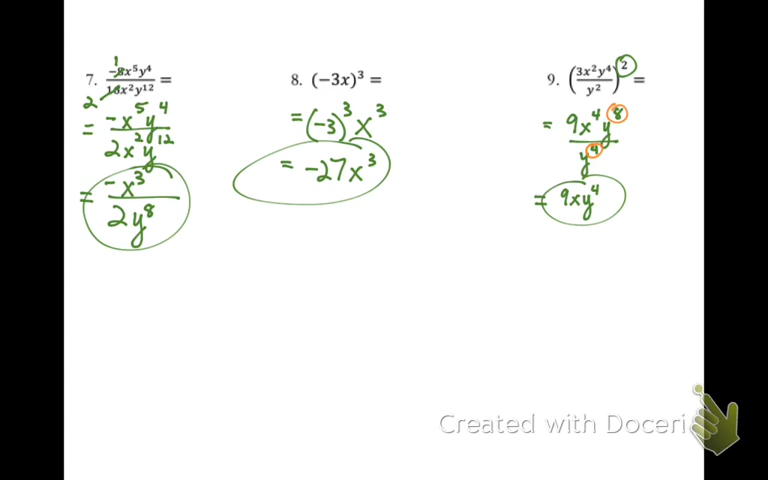 7. -8x⁵y⁴/16x²y¹² =
1
2
= -x⁵y⁴/2x²y¹²
= -x³/2y⁸
8. (−3x)³ =
= (-3)³x³
= -27x³
9. (3x²y⁴/y²)² =
= 9x⁴y⁸/y⁴
= 9xy⁴
Created with Doceri